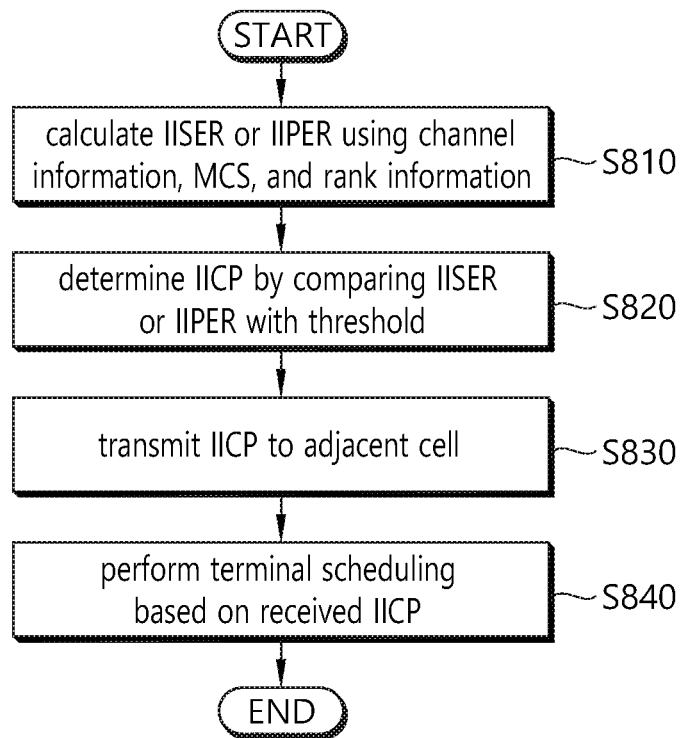 START
calculate IISER or IIPER using channel
information, MCS, and rank information
S810
determine IICP by comparing IISER
or IIPER with threshold
S820
transmit IICP to adjacent cell
S830
perform terminal scheduling
based on received IICP
S840
END